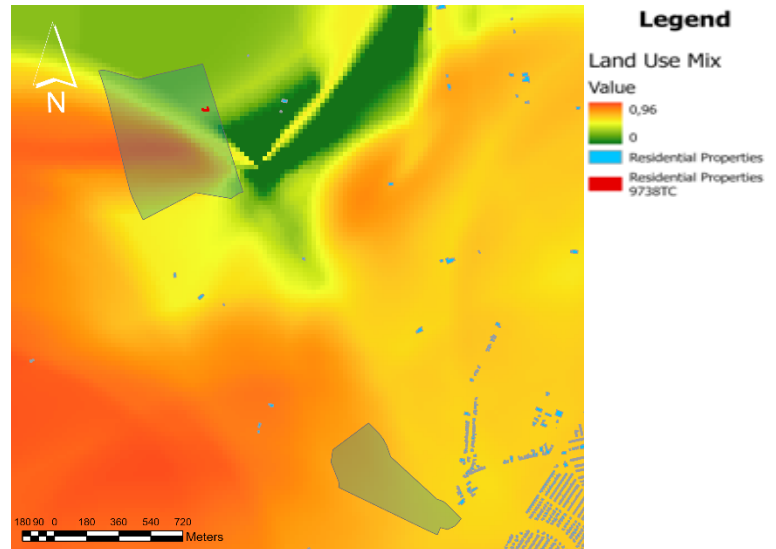 Legend
Land Use Mix
Value
0,96
0
Residential Properties
Residential Properties
9738TC
N
180 90 0 180 360 540 720
Meters